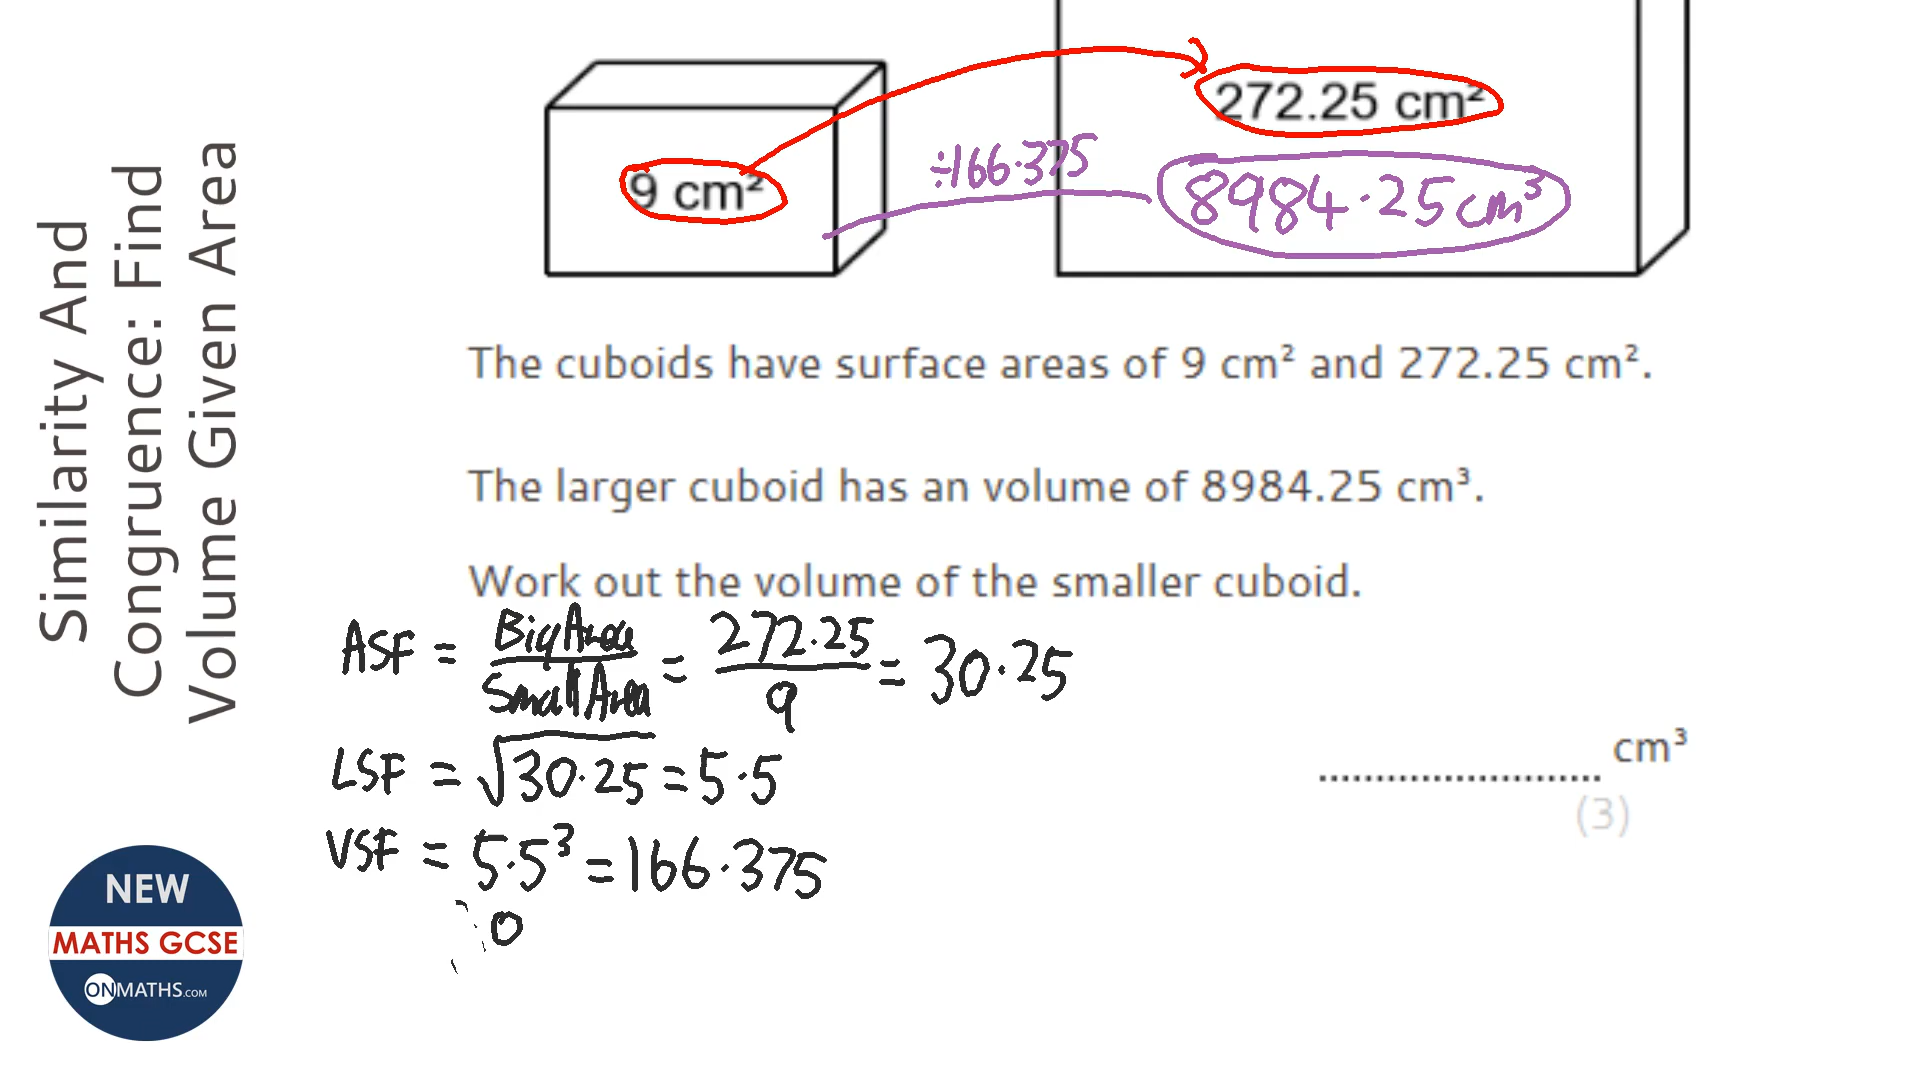 Similarity And
Congruence: Find
Volume Given Area
9 cm²
272.25 cm²
÷166.375
8984.25cm³
The cuboids have surface areas of 9 cm² and 272.25 cm².
The larger cuboid has an volume of 8984.25 cm³.
Work out the volume of the smaller cuboid.
ASF = Big Area / Small Area = 272.25 / 9 = 30.25
LSF = √30.25 = 5.5
VSF = 5.5³ = 166.375
cm³
(3)
NEW
MATHS GCSE
ONMATHS.COM